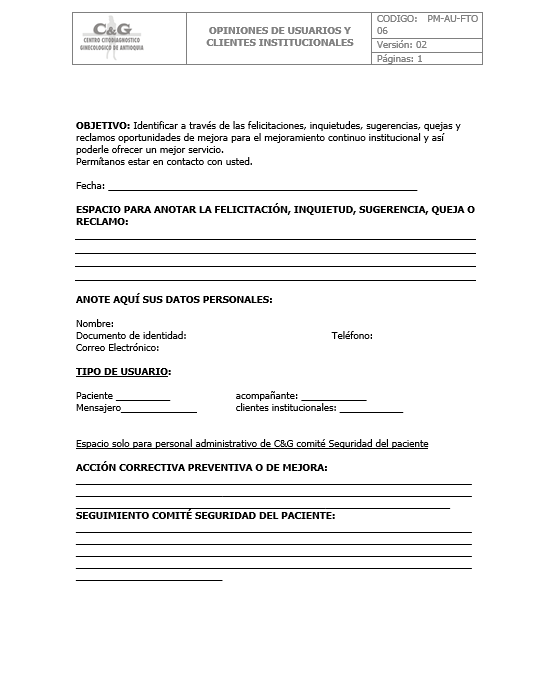 C&G
CENTRO CITODIAGNOSTICO
GINECOLOGICO DE ANTIOQUIA
OPINIONES DE USUARIOS Y
CLIENTES INSTITUCIONALES
CODIGO: PM-AU-FTO
06
Versión: 02
Páginas: 1
OBJETIVO: Identificar a través de las felicitaciones, inquietudes, sugerencias, quejas y
reclamos oportunidades de mejora para el mejoramiento continuo institucional y así
poderle ofrecer un mejor servicio.
Permítanos estar en contacto con usted.
Fecha:
ESPACIO PARA ANOTAR LA FELICITACIÓN, INQUIETUD, SUGERENCIA, QUEJA O
RECLAMO:
ANOTE AQUÍ SUS DATOS PERSONALES:
Nombre:
Documento de identidad: Teléfono:
Correo Electrónico:
TIPO DE USUARIO:
Paciente acompañante:
Mensajero clientes institucionales:
Espacio solo para personal administrativo de C&G comité Seguridad del paciente
ACCIÓN CORRECTIVA PREVENTIVA O DE MEJORA:
SEGUIMIENTO COMITÉ SEGURIDAD DEL PACIENTE: